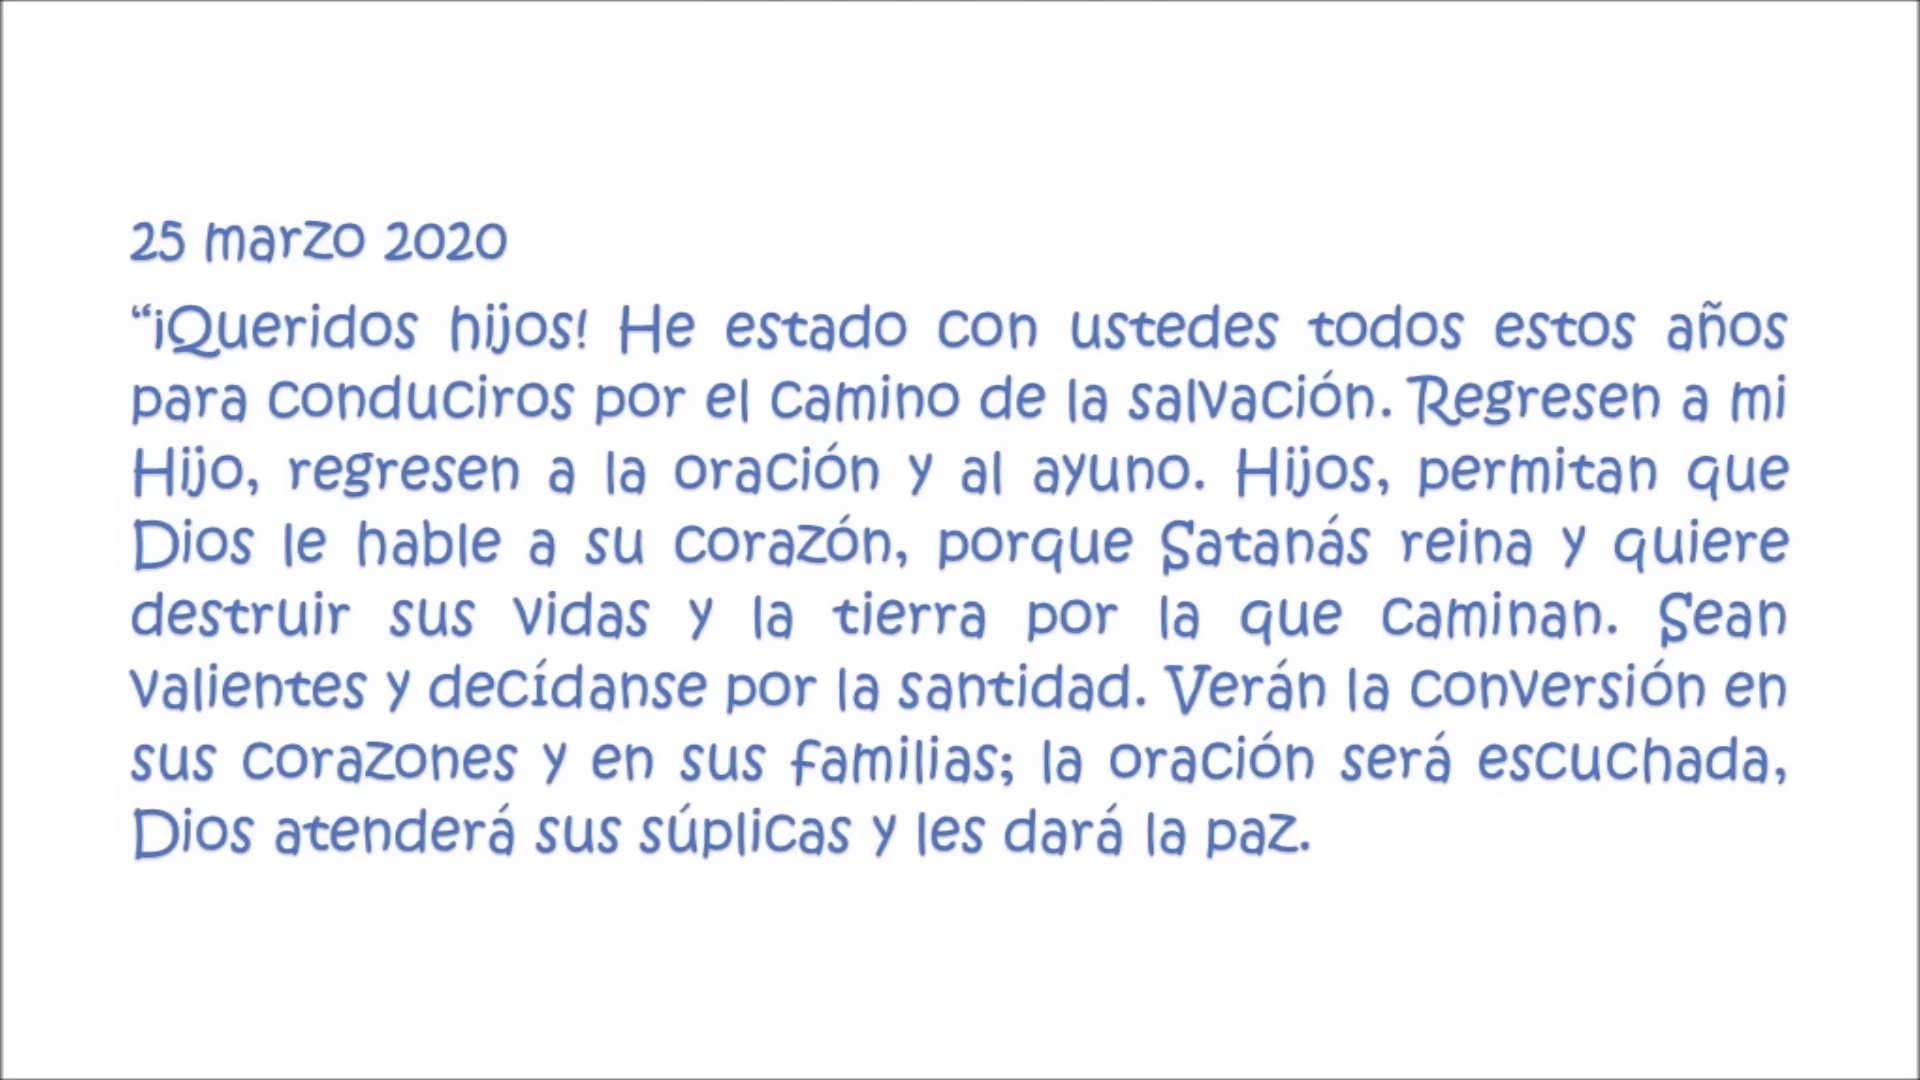 25 marzo 2020
“¡Queridos hijos! He estado con ustedes todos estos años
para conduciros por el camino de la salvación. Regresen a mi
Hijo, regresen a la oración y al ayuno. Hijos, permitan que
Dios le hable a su corazón, porque Satanás reina y quiere
destruir sus vidas y la tierra por la que caminan. Sean
valientes y decídanse por la santidad. Verán la conversión en
sus corazones y en sus familias; la oración será escuchada,
Dios atenderá sus súplicas y les dará la paz.